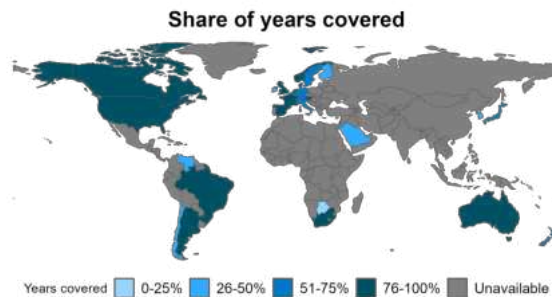 Share of years covered
Years covered 0-25% 26-50% 51-75% 76-100% Unavailable